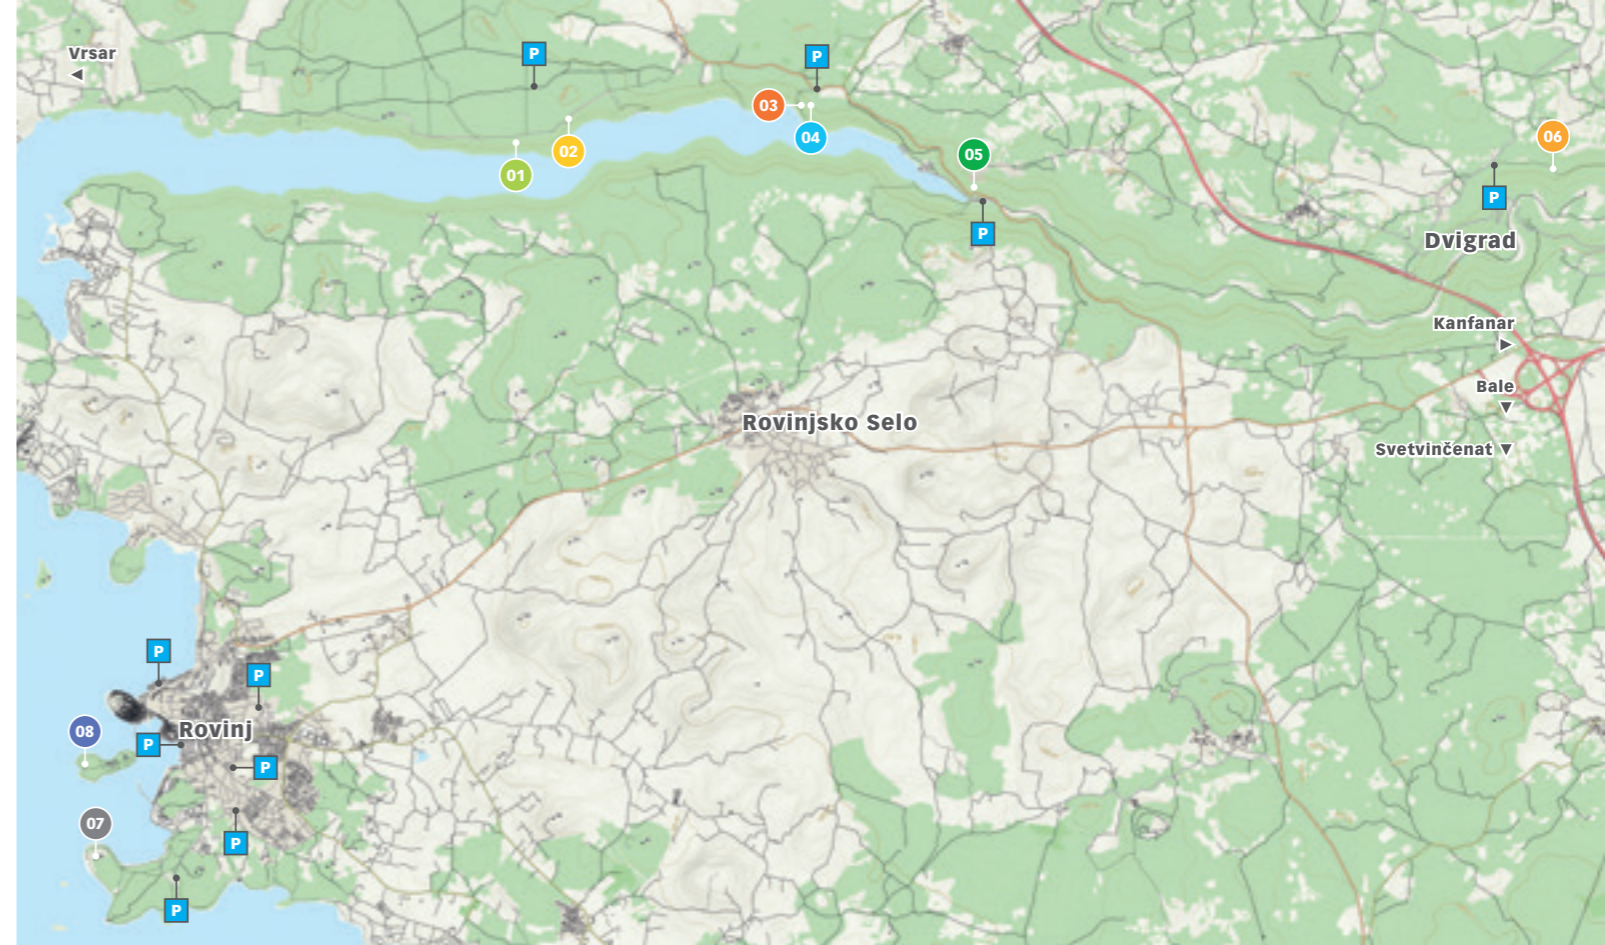 Vrsar
P
P
03
04
02
01
05
06
P
P
Dvigrad
Kanfanar
Bale
Svetvinčenat
Rovinjsko Selo
P
P
08
Rovinj
P
P
07
P
P